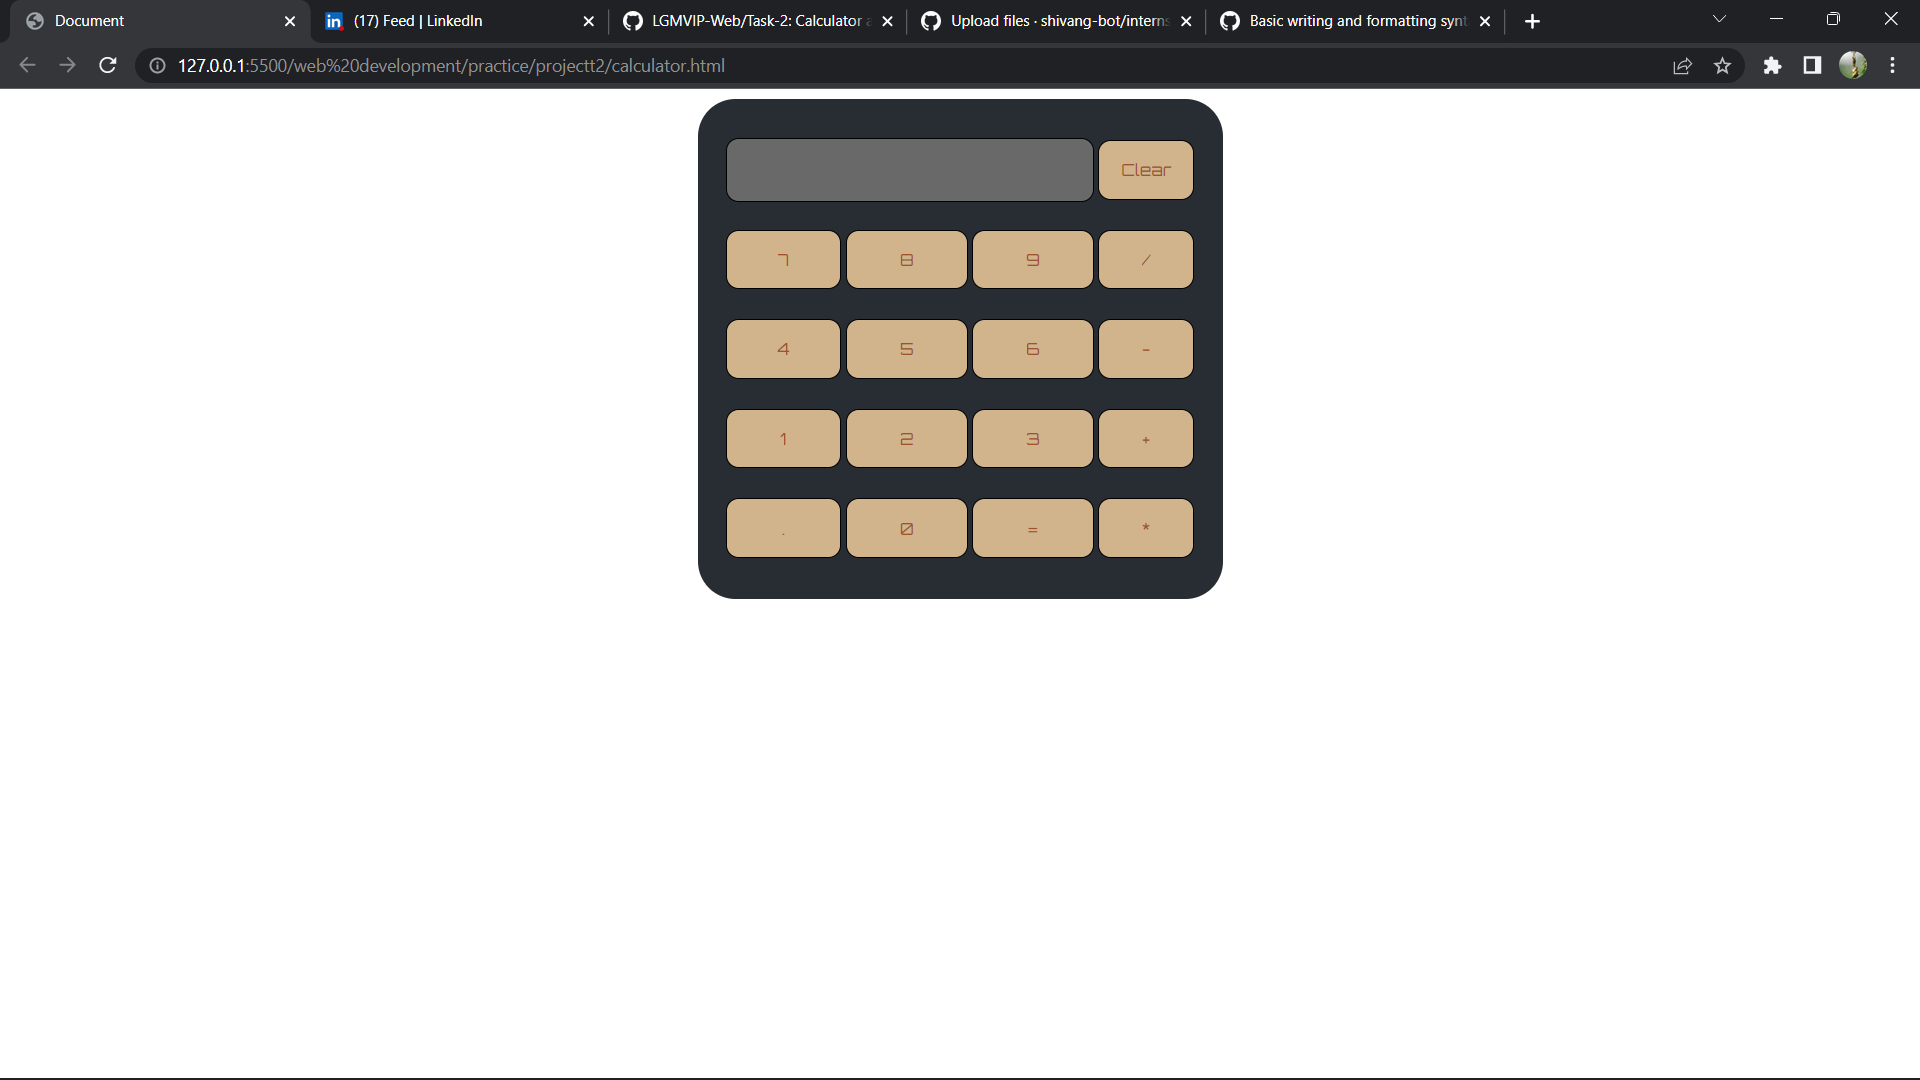 Document
(17) Feed | LinkedIn
LGMVIP-Web/Task-2: Calculator a
Upload files · shivang-bot/interns
Basic writing and formatting synt
127.0.0.1:5500/web%20development/practice/projectt2/calculator.html
Clear
7 8 9 /
4 5 6 -
1 2 3 +
. 0 = *